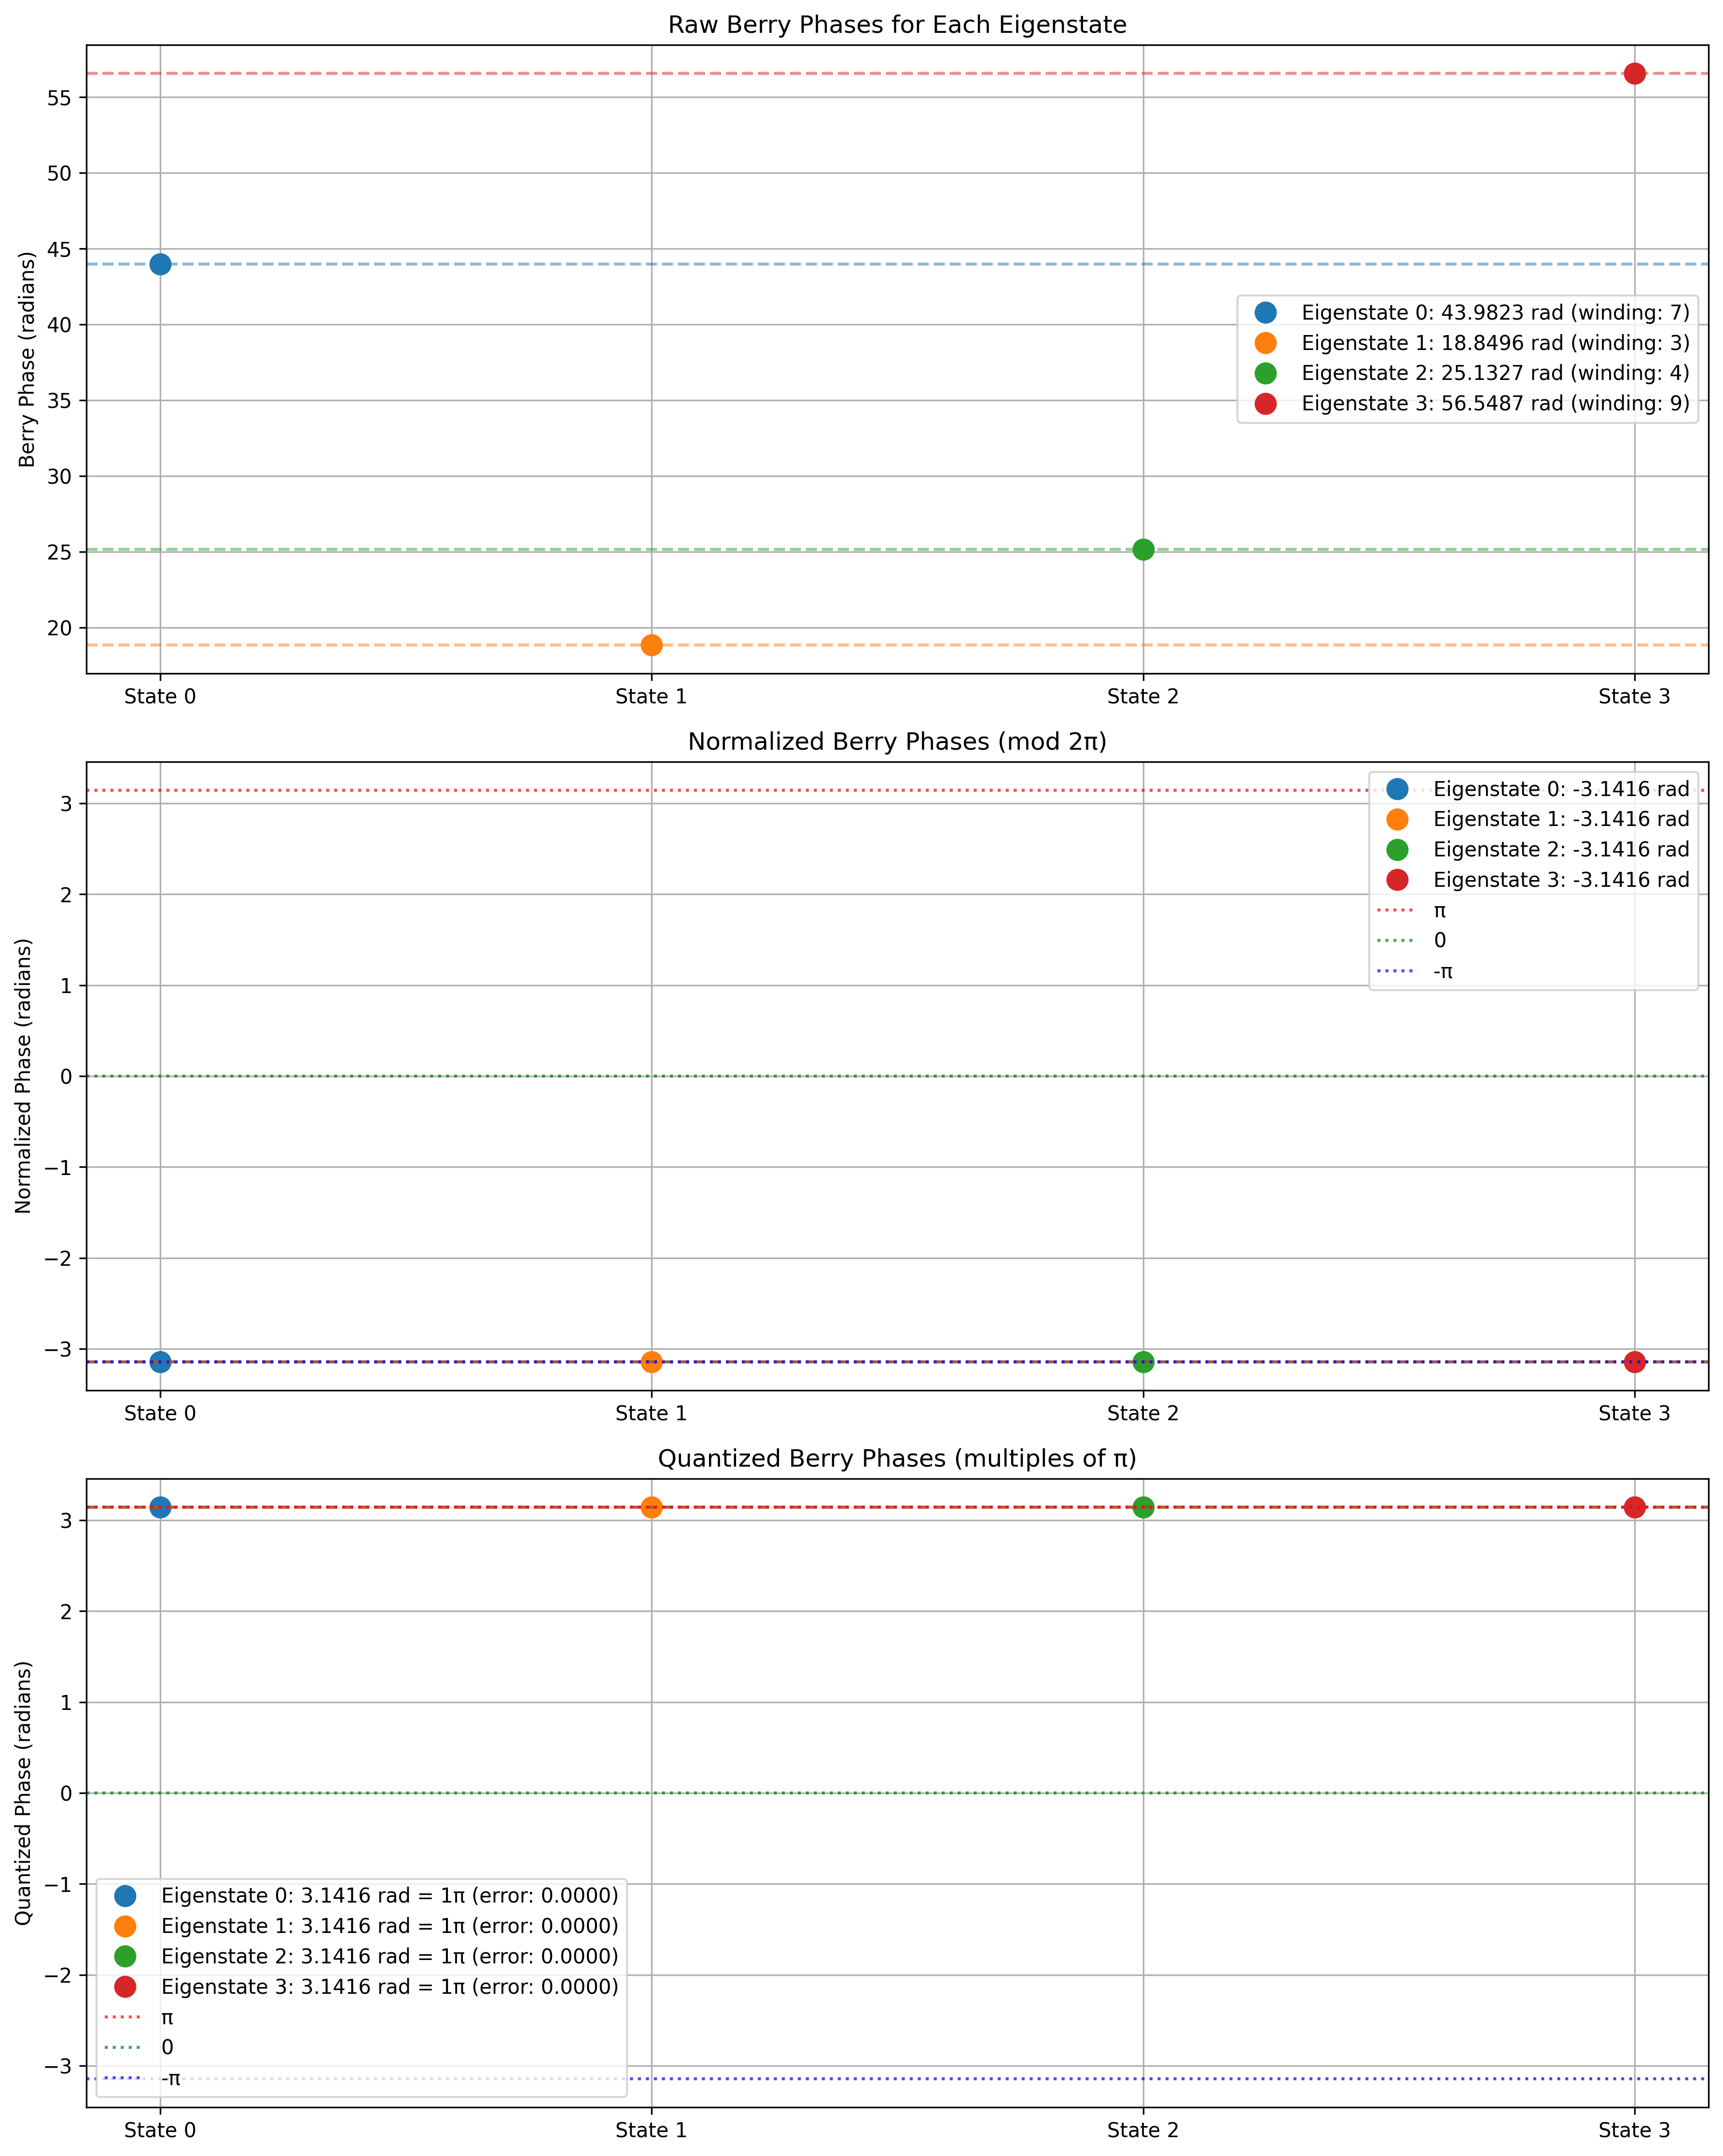 Raw Berry Phases for Each Eigenstate
Berry Phase (radians)
55
50
45
40
35
30
25
20
Eigenstate 0: 43.9823 rad (winding: 7)
Eigenstate 1: 18.8496 rad (winding: 3)
Eigenstate 2: 25.1327 rad (winding: 4)
Eigenstate 3: 56.5487 rad (winding: 9)
State 0
State 1
State 2
State 3
Normalized Berry Phases (mod 2π)
Normalized Phase (radians)
3
2
1
0
−1
−2
−3
Eigenstate 0: -3.1416 rad
Eigenstate 1: -3.1416 rad
Eigenstate 2: -3.1416 rad
Eigenstate 3: -3.1416 rad
π
0
-π
State 0
State 1
State 2
State 3
Quantized Berry Phases (multiples of π)
Quantized Phase (radians)
3
2
1
0
−1
−2
−3
Eigenstate 0: 3.1416 rad = 1π (error: 0.0000)
Eigenstate 1: 3.1416 rad = 1π (error: 0.0000)
Eigenstate 2: 3.1416 rad = 1π (error: 0.0000)
Eigenstate 3: 3.1416 rad = 1π (error: 0.0000)
π
0
-π
State 0
State 1
State 2
State 3